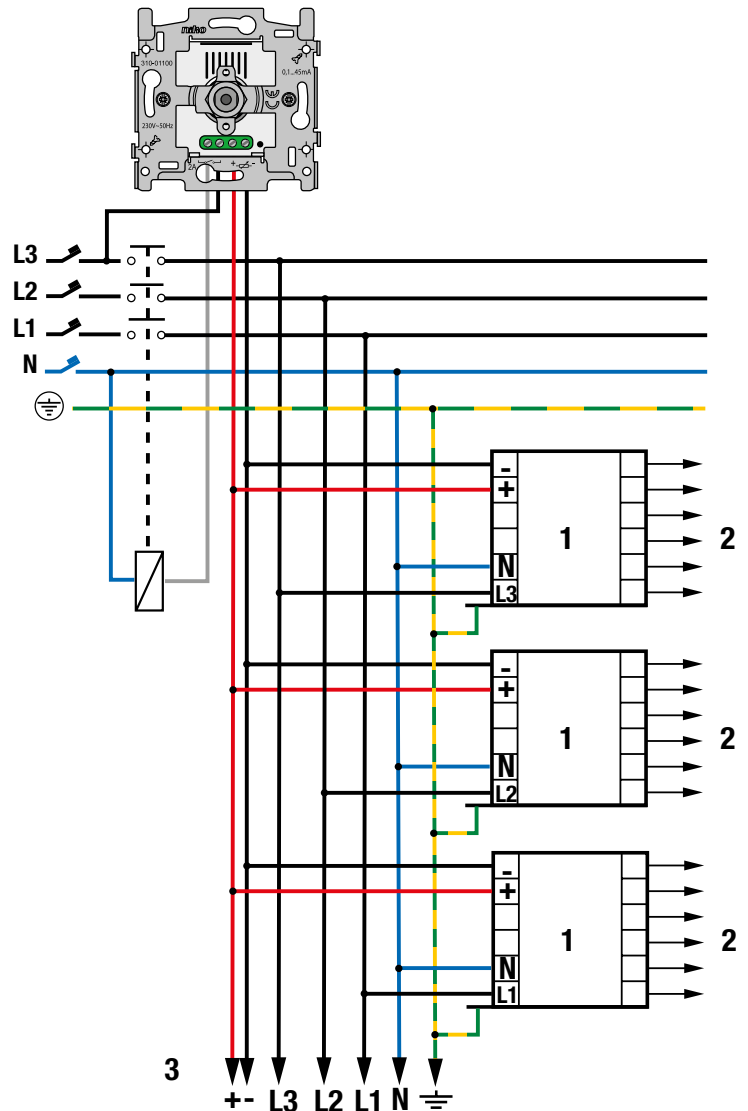 niko
310-01100
0,1...45mA
230V~50Hz
CE
2A
+ -
L3
L2
L1
N
-
+
1
2
N
L3
-
+
1
2
N
L2
-
+
1
2
N
L1
3
+- L3 L2 L1 N